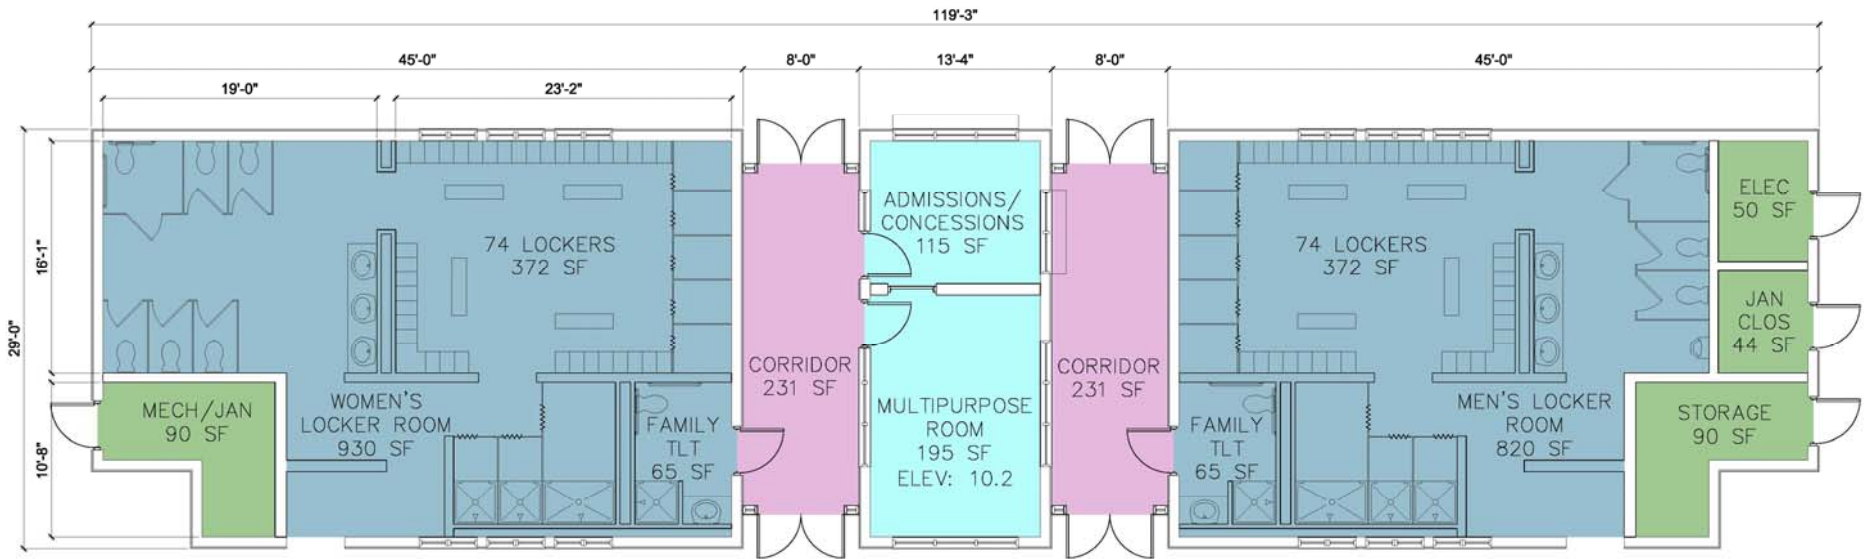 119'-3"
45'-0"
8'-0"
13'-4"
8'-0"
45'-0"
19'-0"
23'-2"
29'-0"
16'-1"
10'-8"
74 LOCKERS
372 SF
ADMISSIONS/
CONCESSIONS
115 SF
74 LOCKERS
372 SF
ELEC
50 SF
JAN
CLOS
44 SF
MECH/JAN
90 SF
WOMEN'S
LOCKER ROOM
930 SF
FAMILY
TLT
65 SF
CORRIDOR
231 SF
MULTIPURPOSE
ROOM
195 SF
ELEV: 10.2
CORRIDOR
231 SF
FAMILY
TLT
65 SF
MEN'S LOCKER
ROOM
820 SF
STORAGE
90 SF